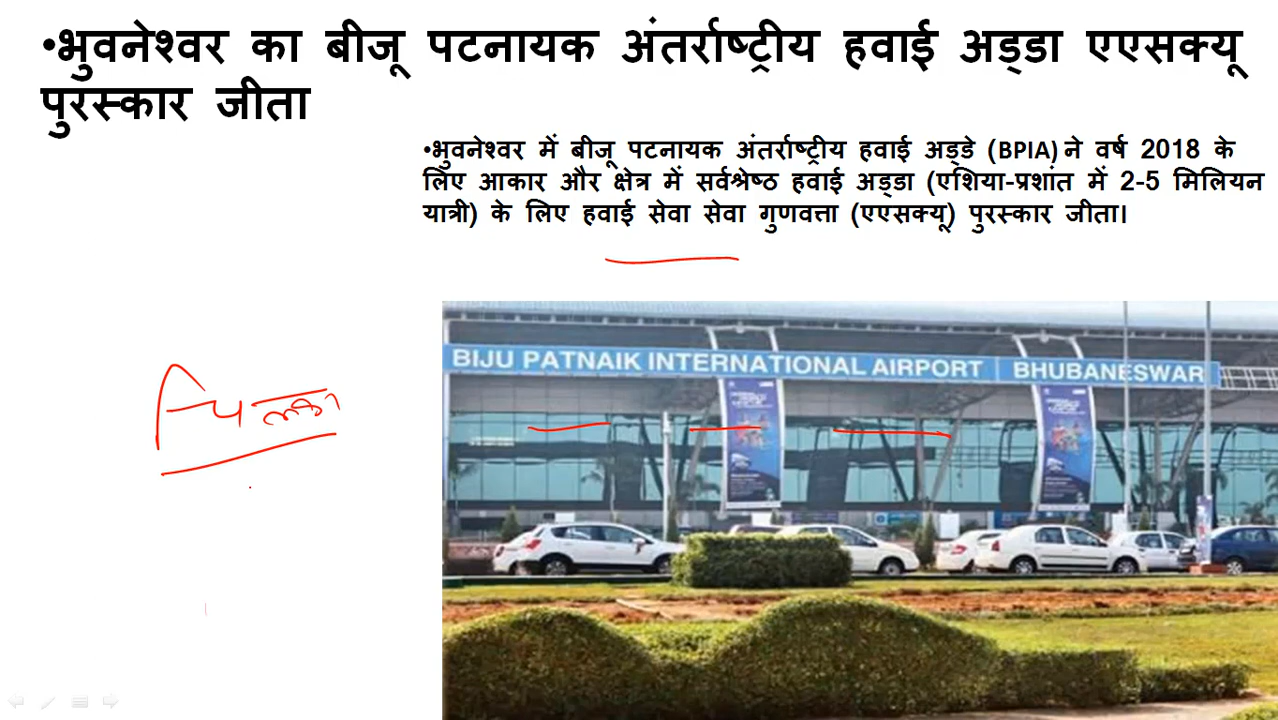 •भुवनेश्वर का बीजू पटनायक अंतर्राष्ट्रीय हवाई अड्डा एएसक्यू
पुरस्कार जीता
•भुवनेश्वर में बीजू पटनायक अंतर्राष्ट्रीय हवाई अड्डे (BPIA) ने वर्ष 2018 के
लिए आकार और क्षेत्र में सर्वश्रेष्ठ हवाई अड्डा (एशिया-प्रशांत में 2-5 मिलियन
यात्री) के लिए हवाई सेवा सेवा गुणवत्ता (एएसक्यू) पुरस्कार जीता।
BIJU PATNAIK INTERNATIONAL AIRPORT BHUBANESWAR